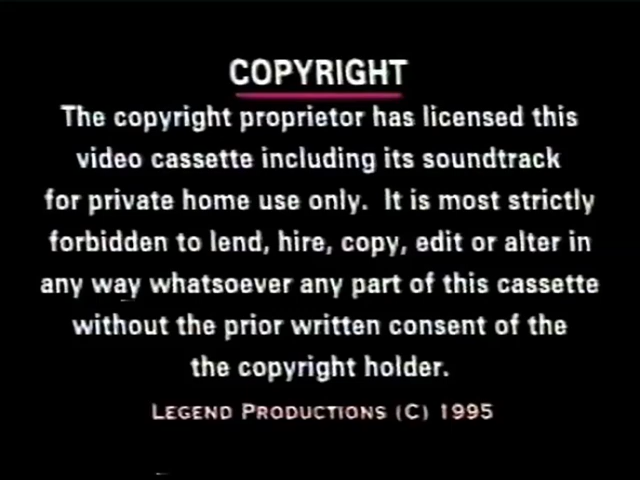 COPYRIGHT
The copyright proprietor has licensed this
video cassette including its soundtrack
for private home use only. It is most strictly
forbidden to lend, hire, copy, edit or alter in
any way whatsoever any part of this cassette
without the prior written consent of the
the copyright holder.
LEGEND PRODUCTIONS (C) 1995